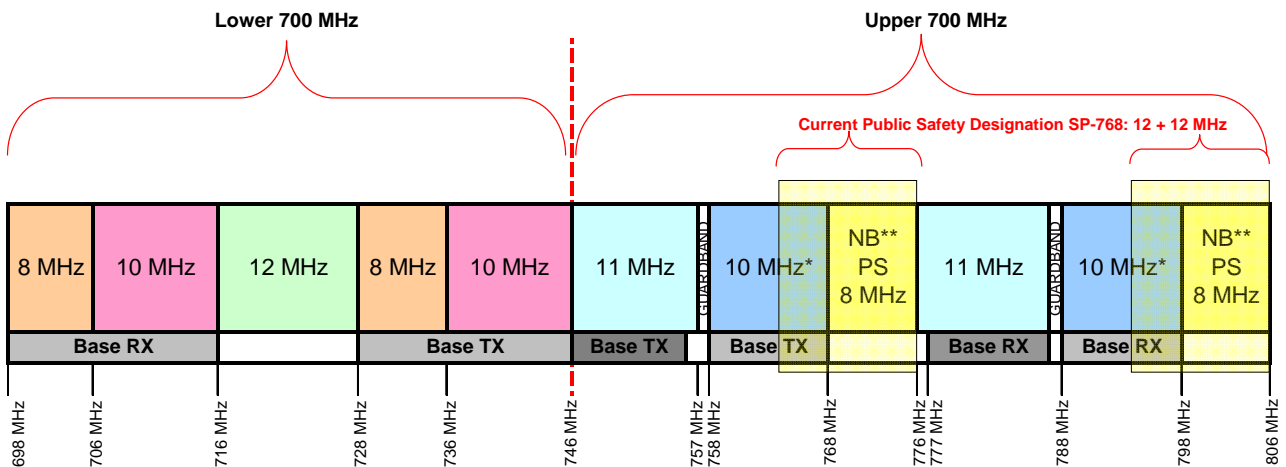 Lower 700 MHz
Upper 700 MHz
Current Public Safety Designation SP-768: 12 + 12 MHz
8 MHz
10 MHz
12 MHz
8 MHz
10 MHz
11 MHz
GUARDBAND
10 MHz*
NB**
PS
8 MHz
11 MHz
GUARDBAND
10 MHz*
NB**
PS
8 MHz
Base RX
Base TX
Base TX
Base TX
Base RX
Base RX
698 MHz
706 MHz
716 MHz
728 MHz
736 MHz
746 MHz
757 MHz
758 MHz
768 MHz
776 MHz
777 MHz
788 MHz
798 MHz
806 MHz